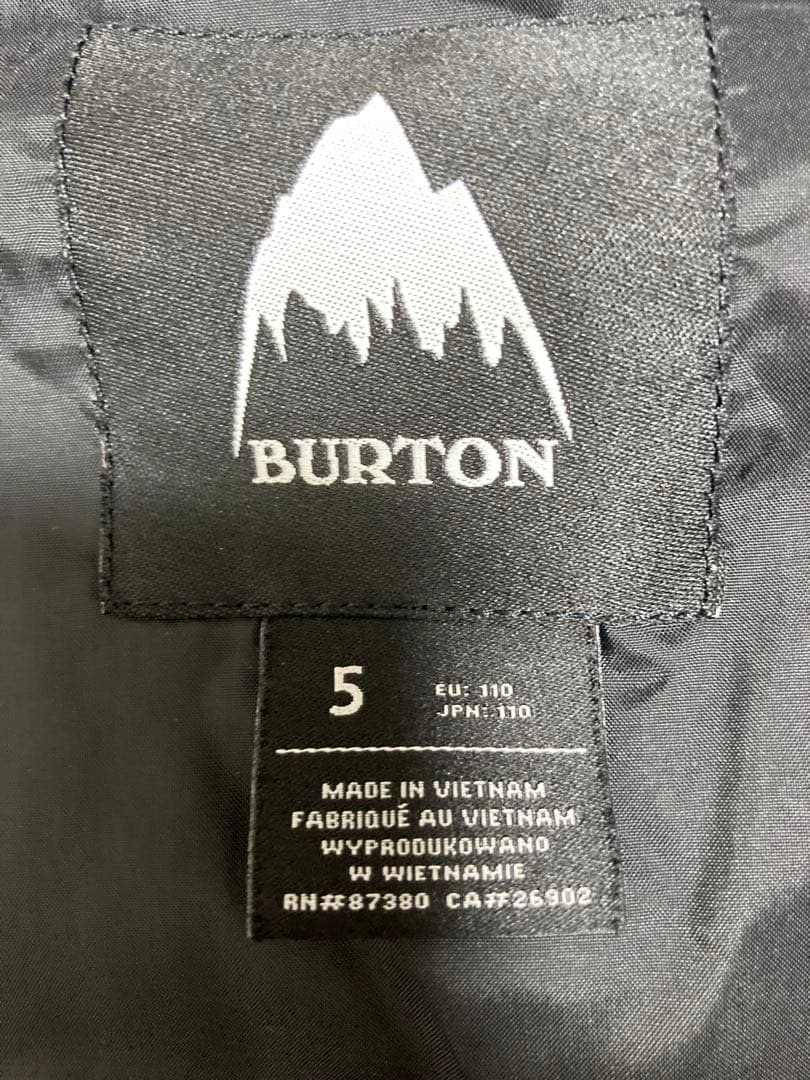 BURTON
5
EU: 110
JPN: 110
MADE IN VIETNAM
FABRIQUÉ AU VIETNAM
WYPRODUKOWANO
W WIETNAMIE
RN#87380 CA#26902